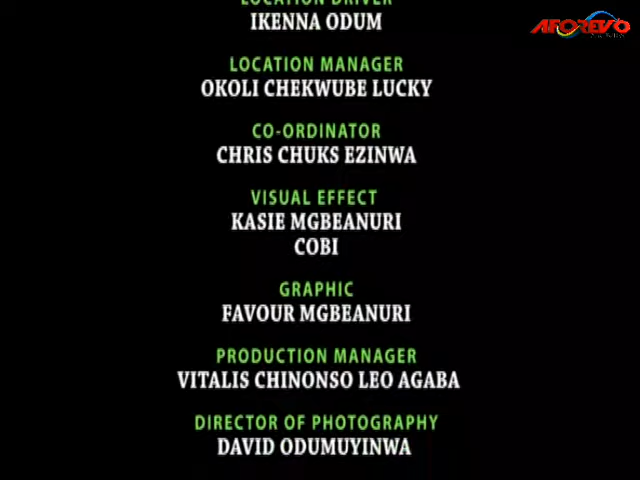 LOCATION DRIVER
IKENNA ODUM
AFOREVO
LOCATION MANAGER
OKOLI CHEKWUBE LUCKY
CO-ORDINATOR
CHRIS CHUKS EZINWA
VISUAL EFFECT
KASIE MGBEANURI
COBI
GRAPHIC
FAVOUR MGBEANURI
PRODUCTION MANAGER
VITALIS CHINONSO LEO AGABA
DIRECTOR OF PHOTOGRAPHY
DAVID ODUMUYINWA